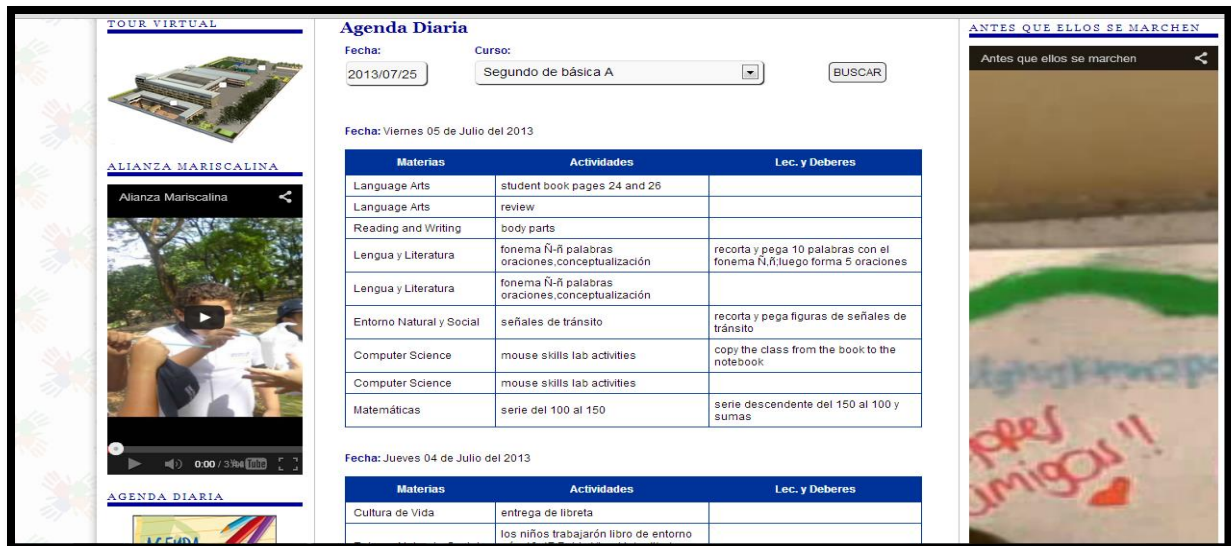 TOUR VIRTUAL
ALIANZA MARISCALINA
Alianza Mariscalina
0:00 /
Tube
AGENDA DIARIA
AGENDA
Agenda Diaria
Fecha: Curso:
2013/07/25 Segundo de básica A BUSCAR
Fecha: Viernes 05 de Julio del 2013
Materias Actividades Lec. y Deberes
Language Arts student book pages 24 and 26
Language Arts review
Reading and Writing body parts
Lengua y Literatura fonema Ñ-ñ palabras oraciones,conceptualización recorta y pega 10 palabras con el fonema Ñ,ñ;luego forma 5 oraciones
Lengua y Literatura fonema Ñ-ñ palabras oraciones,conceptualización
Entorno Natural y Social señales de tránsito recorta y pega figuras de señales de tránsito
Computer Science mouse skills lab activities copy the class from the book to the notebook
Computer Science mouse skills lab activities
Matemáticas serie del 100 al 150 serie descendente del 150 al 100 y sumas
Fecha: Jueves 04 de Julio del 2013
Materias Actividades Lec. y Deberes
Cultura de Vida entrega de libreta
los niños trabajarón libro de entorno
ANTES QUE ELLOS SE MARCHEN
Antes que ellos se marchen
amigas!!